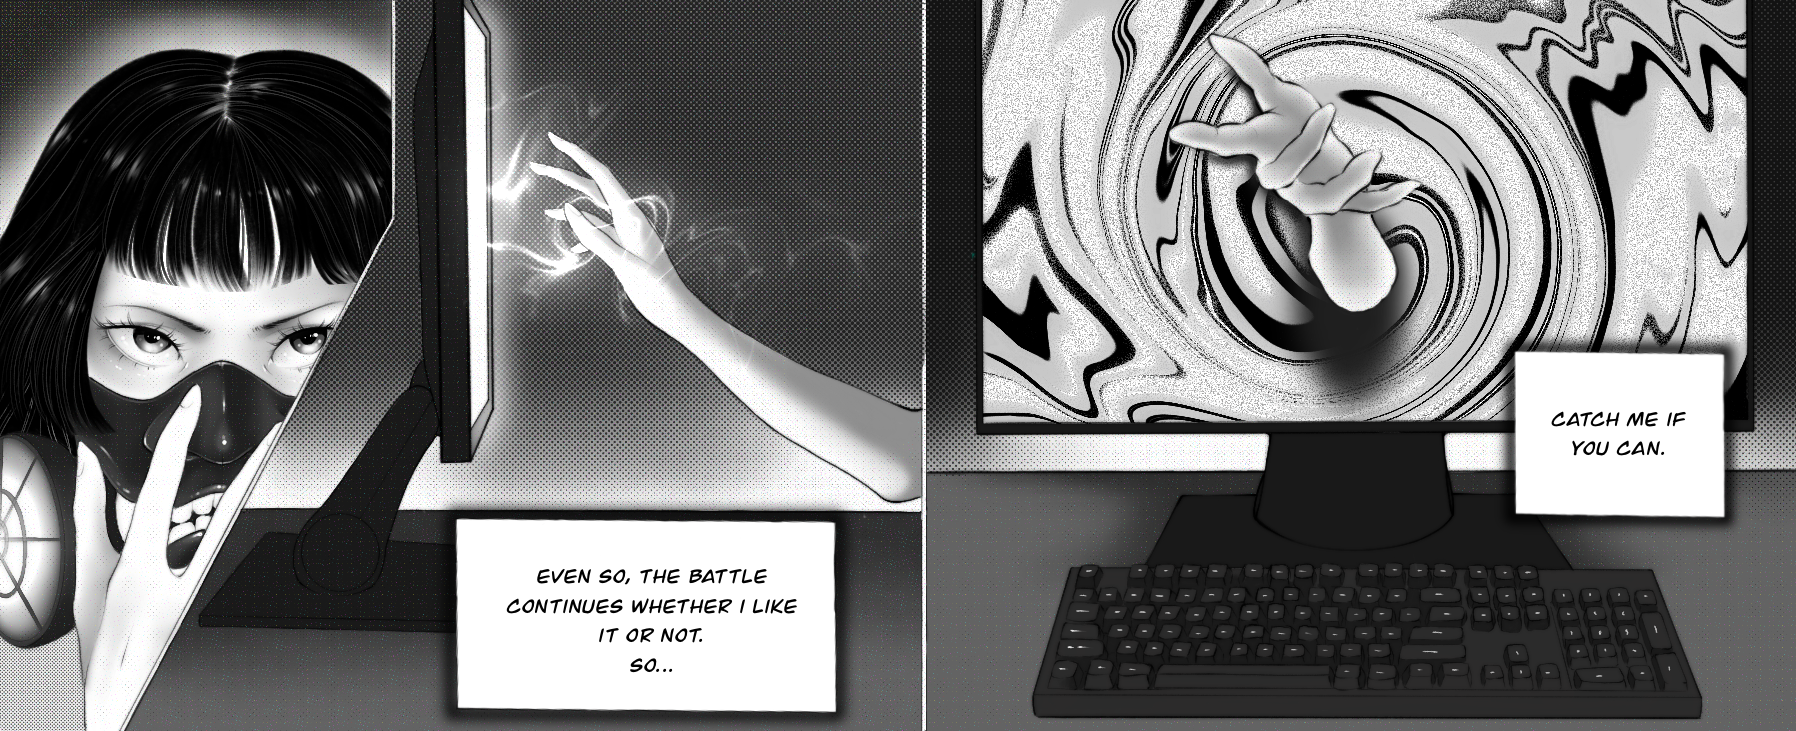 EVEN SO, THE BATTLE
CONTINUES WHETHER I LIKE
IT OR NOT.
SO...
CATCH ME IF
YOU CAN.